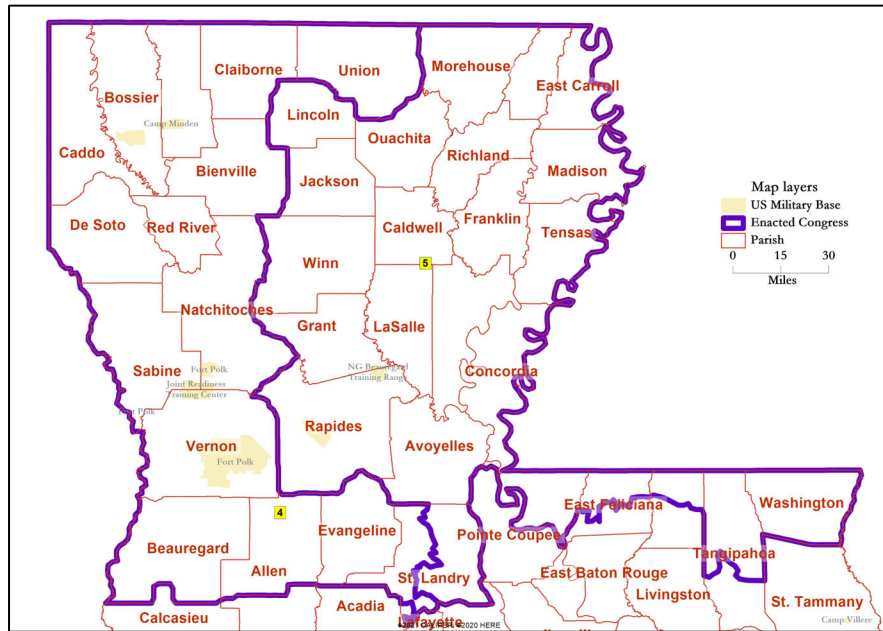 Claiborne
Union
Morehouse
East Carroll
Bossier
Camp Minden
Lincoln
Ouachita
Caddo
Bienville
Richland
Madison
Jackson
De Soto
Red River
Caldwell
Franklin
Tensas
Map layers
US Military Base
Enacted Congress
Parish
0 15 30
Miles
Winn
5
Natchitoches
Grant
LaSalle
Sabine
Fort Polk
Joint Readiness
Training Center
NG Beauregard
Training Range
Concordia
Fort Polk
Rapides
Vernon
Avoyelles
Fort Polk
4
East Feliciana
Washington
Evangeline
Pointe Coupee
Beauregard
Allen
Tangipahoa
St. Landry
East Baton Rouge
Livingston
St. Tammany
Calcasieu
Acadia
Lafayette
CALIPER; ©2020 HERE
Camp Villere